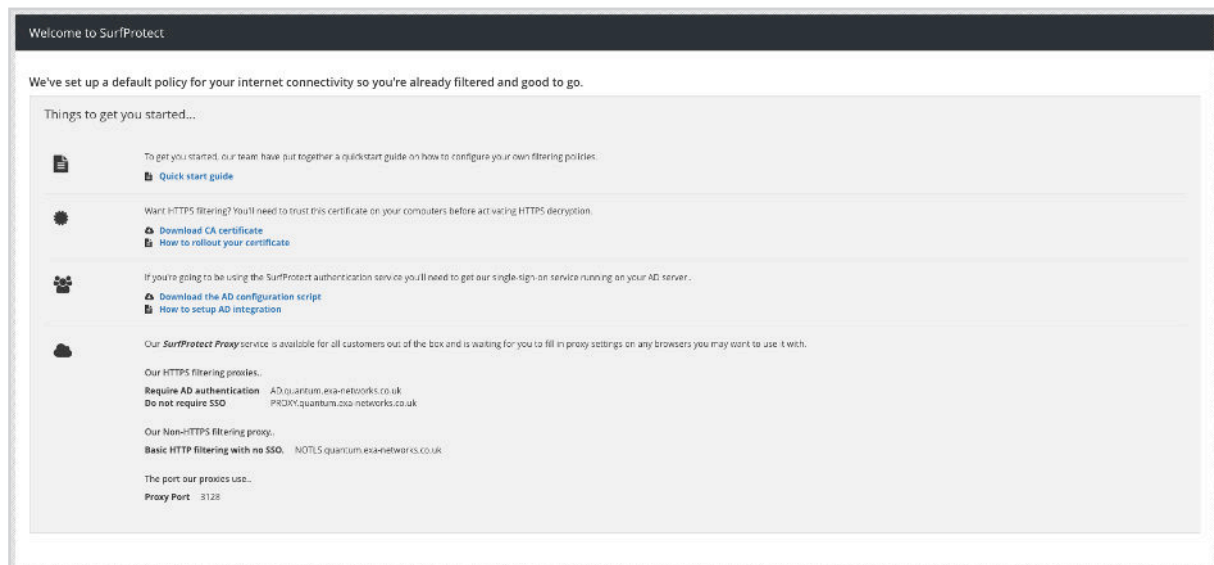 Welcome to SurfProtect
We've set up a default policy for your internet connectivity so you're already filtered and good to go.
Things to get you started...
To get you started, our team have put together a quickstart guide on how to configure your own filtering policies.
Quick start guide
Want HTTPS filtering? You'll need to trust this certificate on your computers before activating HTTPS decryption.
Download CA certificate
How to rollout your certificate
If you're going to be using the SurfProtect authentication service you'll need to get our single-sign-on service running on your AD server.
Download the AD configuration script
How to setup AD integration
Our SurfProtect Proxy service is available for all customers out of the box and is waiting for you to fill in proxy settings on any browsers you may want to use it with.
Our HTTPS filtering proxies..
Require AD authentication AD.quantum.exa-networks.co.uk
Do not require SSO PROXY.quantum.exa-networks.co.uk
Our Non-HTTPS filtering proxy..
Basic HTTP filtering with no SSO. NOTLS.quantum.exa-networks.co.uk
The port our proxies use..
Proxy Port 3128